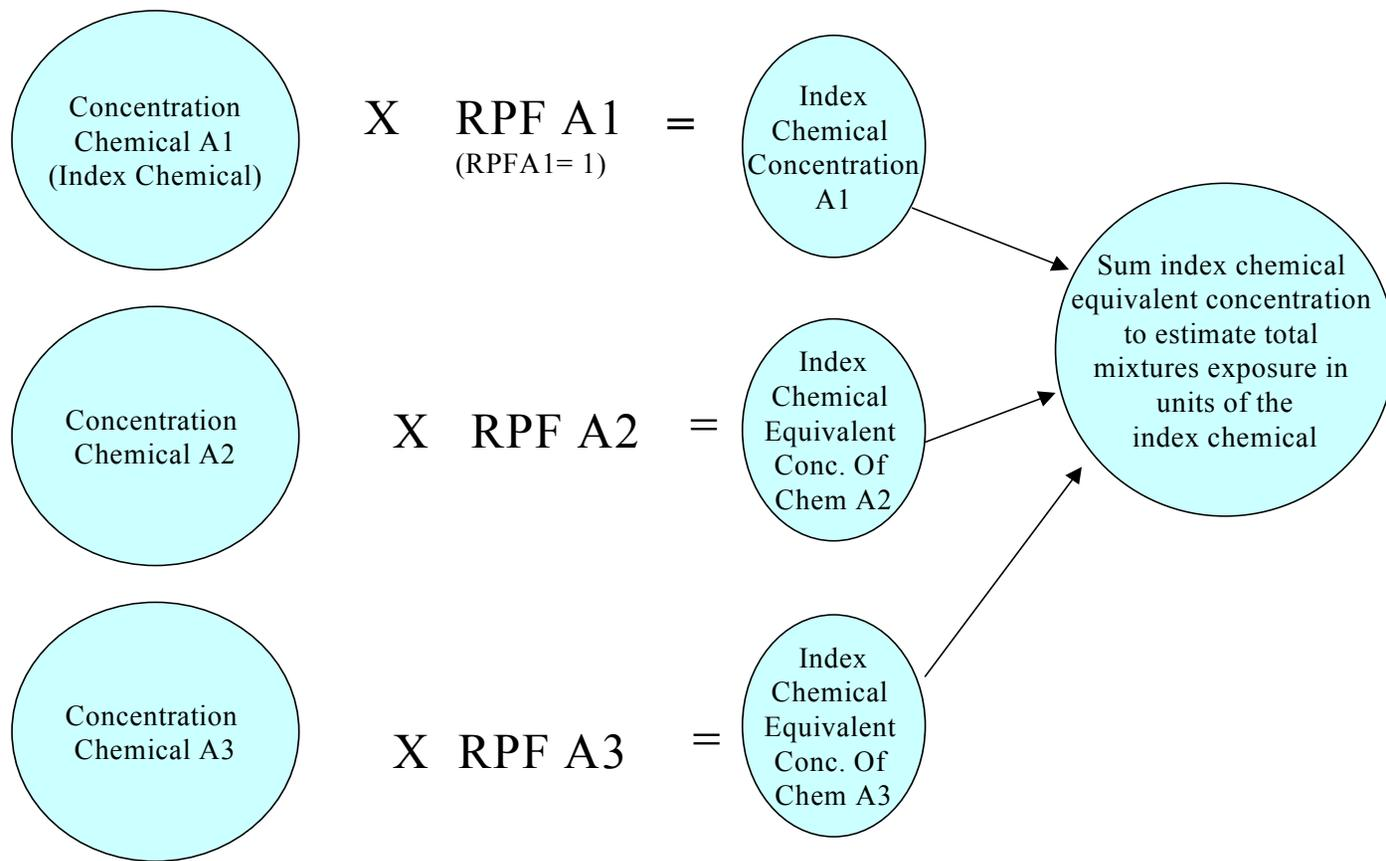 Concentration
Chemical A1
(Index Chemical)
X RPF A1 =
(RPFA1= 1)
Index
Chemical
Concentration
A1
Concentration
Chemical A2
X RPF A2 =
Index
Chemical
Equivalent
Conc. Of
Chem A2
Concentration
Chemical A3
X RPF A3 =
Index
Chemical
Equivalent
Conc. Of
Chem A3
Sum index chemical
equivalent concentration
to estimate total
mixtures exposure in
units of the
index chemical